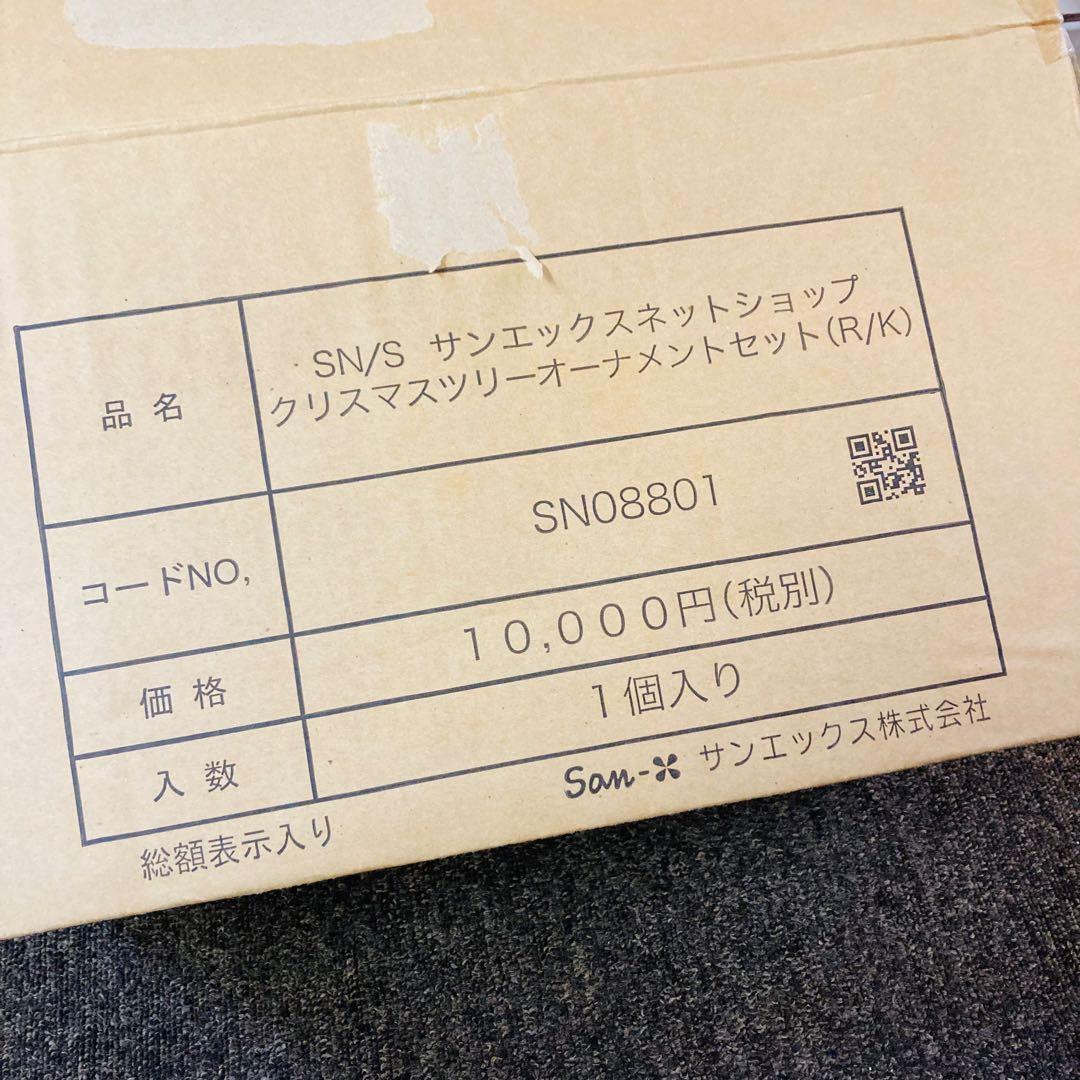 品名
SN/S サンエックスネットショップ
クリスマスツリーオーナメントセット(R/K)
コードNO,
SN08801
価格
10,000円(税別)
入数
1個入り
San-x サンエックス株式会社
総額表示入り